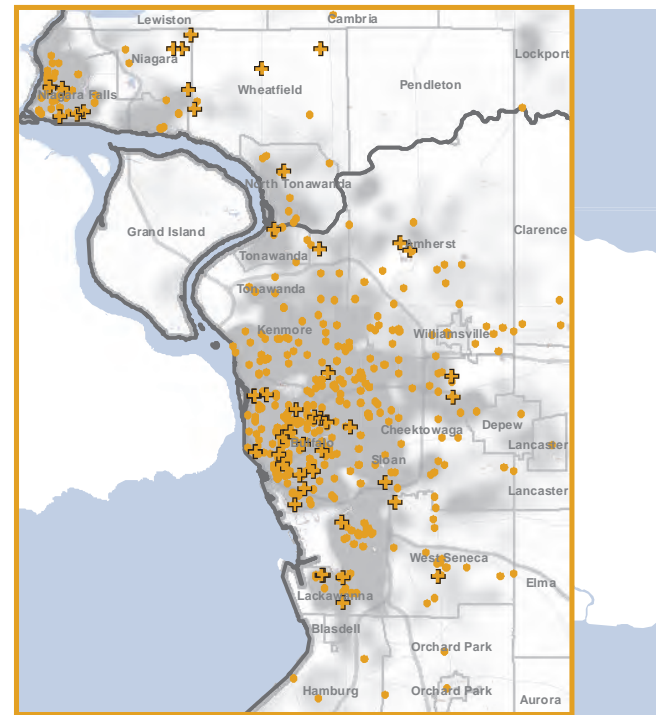 Lewiston
Cambria
Niagara
Lockport
Wheatfield
Pendleton
Niagara Falls
North Tonawanda
Grand Island
Clarence
Amherst
Tonawanda
Tonawanda
Kenmore
Williamsville
Buffalo
Cheektowaga
Depew
Lancaster
Sloan
Lancaster
West Seneca
Elma
Lackawanna
Blasdell
Orchard Park
Hamburg
Orchard Park
Aurora